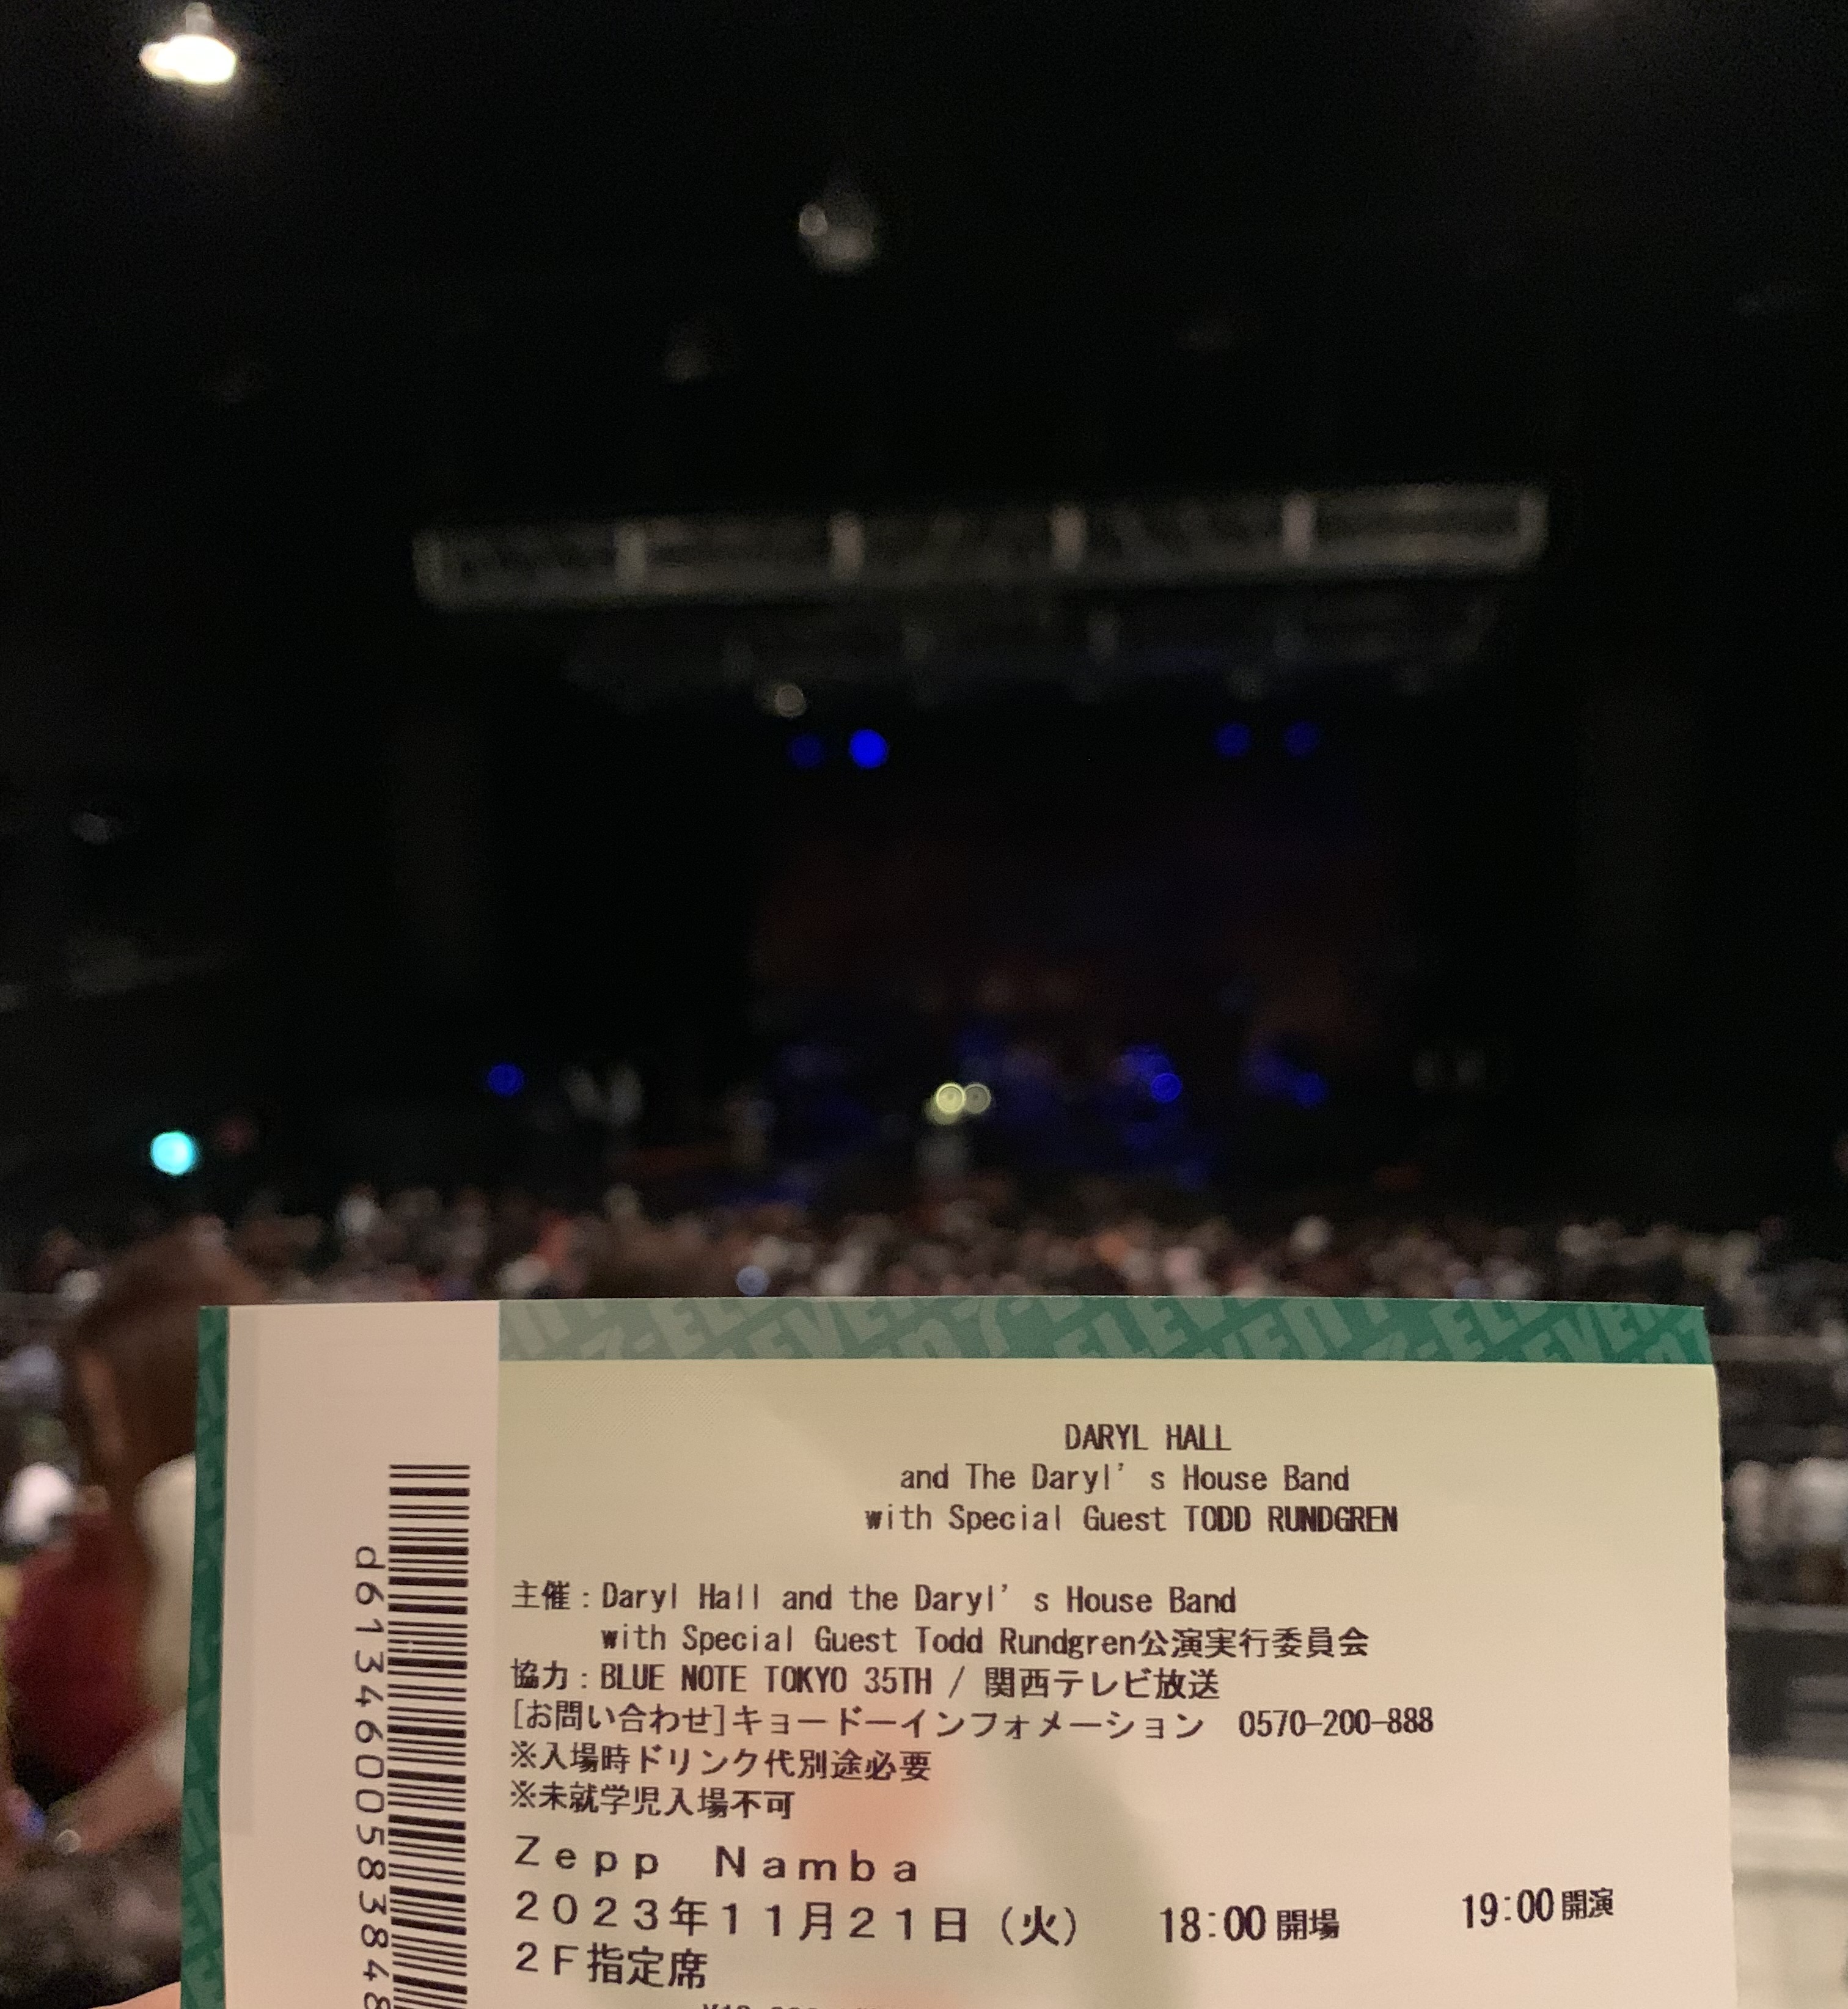 7-ELEVEN
DARYL HALL
and The Daryl's House Band
with Special Guest TODD RUNDGREN
主催:Daryl Hall and the Daryl's House Band
with Special Guest Todd Rundgren公演実行委員会
協力:BLUE NOTE TOKYO 35TH / 関西テレビ放送
[お問い合わせ]キョードーインフォメーション 0570-200-888
※入場時ドリンク代別途必要
※未就学児入場不可
Zepp Namba
2023年11月21日(火) 18:00開場 19:00開演
2F指定席
d6134600583848